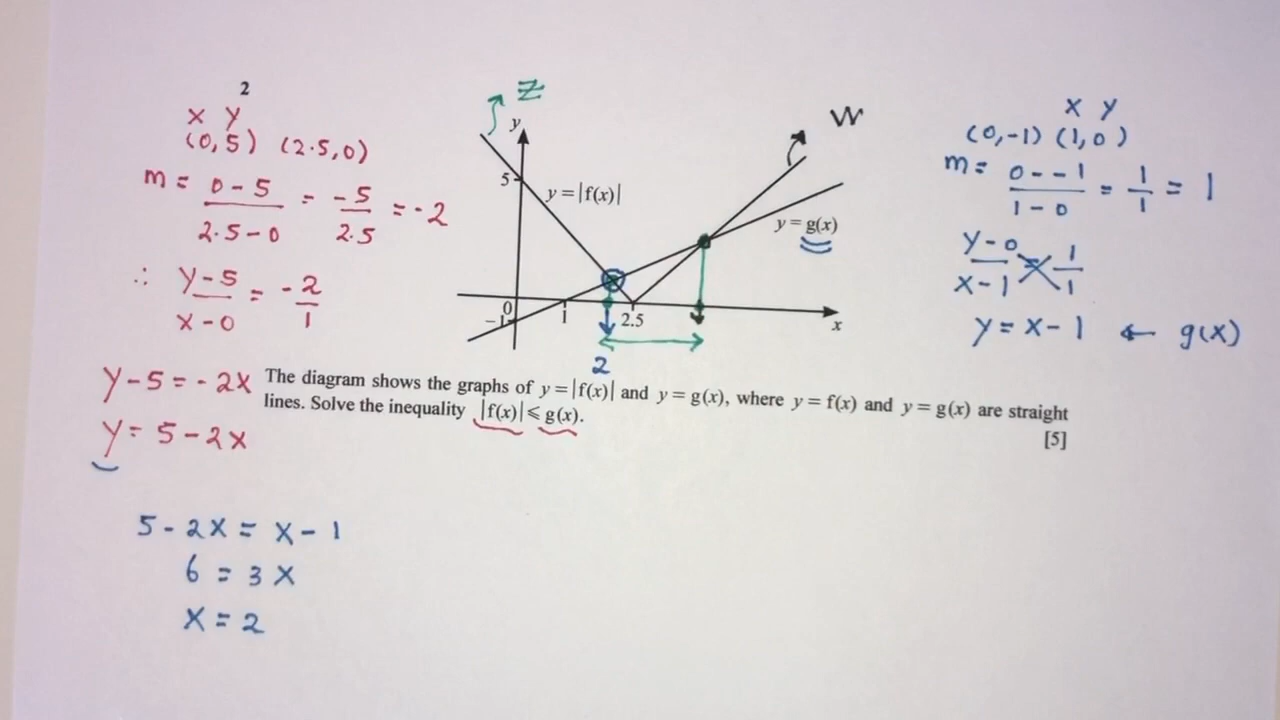 2
X Y
(0,5) (2.5,0)
m = 0-5 / 2.5-0 = -5 / 2.5 = -2
∴ y-5 / x-0 = -2 / 1
y-5 = -2x
y = 5-2x
5-2x = x-1
6 = 3x
x = 2
Z
W
y
5
y = |f(x)|
y = g(x)
0
-1
1
2.5
x
2
The diagram shows the graphs of y = |f(x)| and y = g(x), where y = f(x) and y = g(x) are straight
lines. Solve the inequality |f(x)| ⩽ g(x).
[5]
X Y
(0,-1) (1,0)
m = 0--1 / 1-0 = 1 / 1 = 1
y-0 / x-1 = 1 / 1
y = x-1 ← g(x)